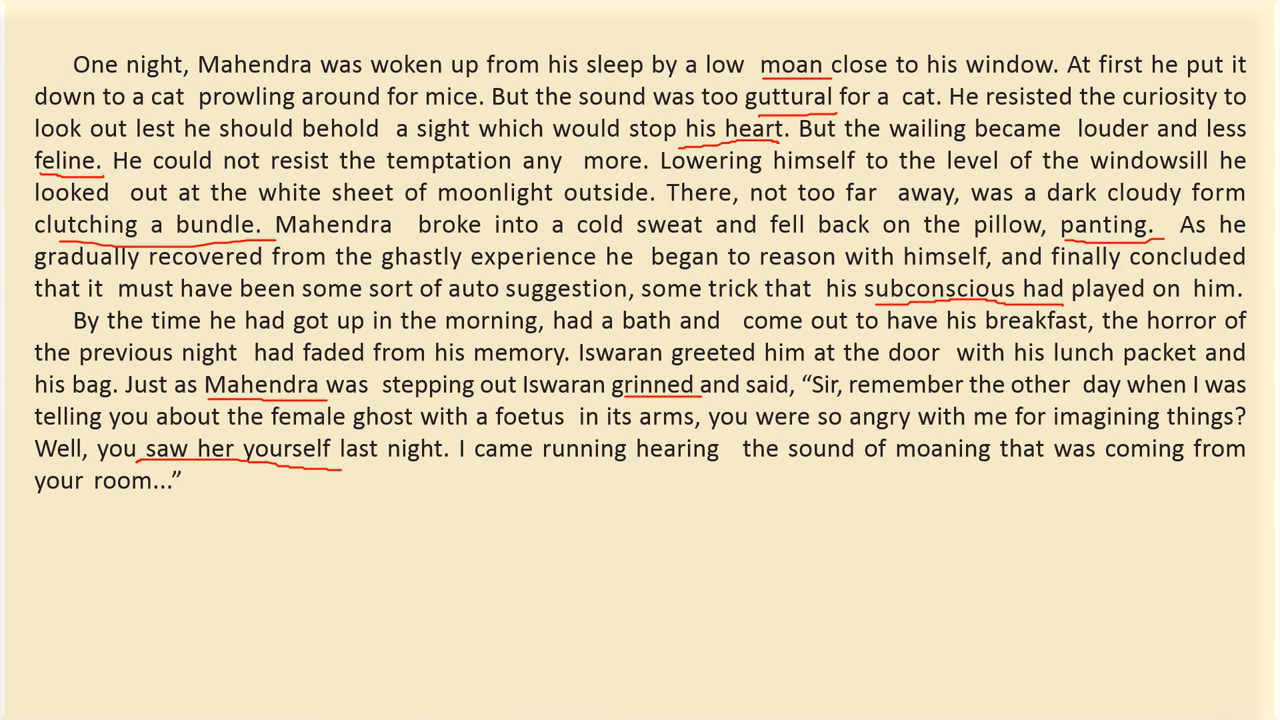 One night, Mahendra was woken up from his sleep by a low moan close to his window. At first he put it
down to a cat prowling around for mice. But the sound was too guttural for a cat. He resisted the curiosity to
look out lest he should behold a sight which would stop his heart. But the wailing became louder and less
feline. He could not resist the temptation any more. Lowering himself to the level of the windowsill he
looked out at the white sheet of moonlight outside. There, not too far away, was a dark cloudy form
clutching a bundle. Mahendra broke into a cold sweat and fell back on the pillow, panting. As he
gradually recovered from the ghastly experience he began to reason with himself, and finally concluded
that it must have been some sort of auto suggestion, some trick that his subconscious had played on him.
By the time he had got up in the morning, had a bath and come out to have his breakfast, the horror of
the previous night had faded from his memory. Iswaran greeted him at the door with his lunch packet and
his bag. Just as Mahendra was stepping out Iswaran grinned and said, “Sir, remember the other day when I was
telling you about the female ghost with a foetus in its arms, you were so angry with me for imagining things?
Well, you saw her yourself last night. I came running hearing the sound of moaning that was coming from
your room...”